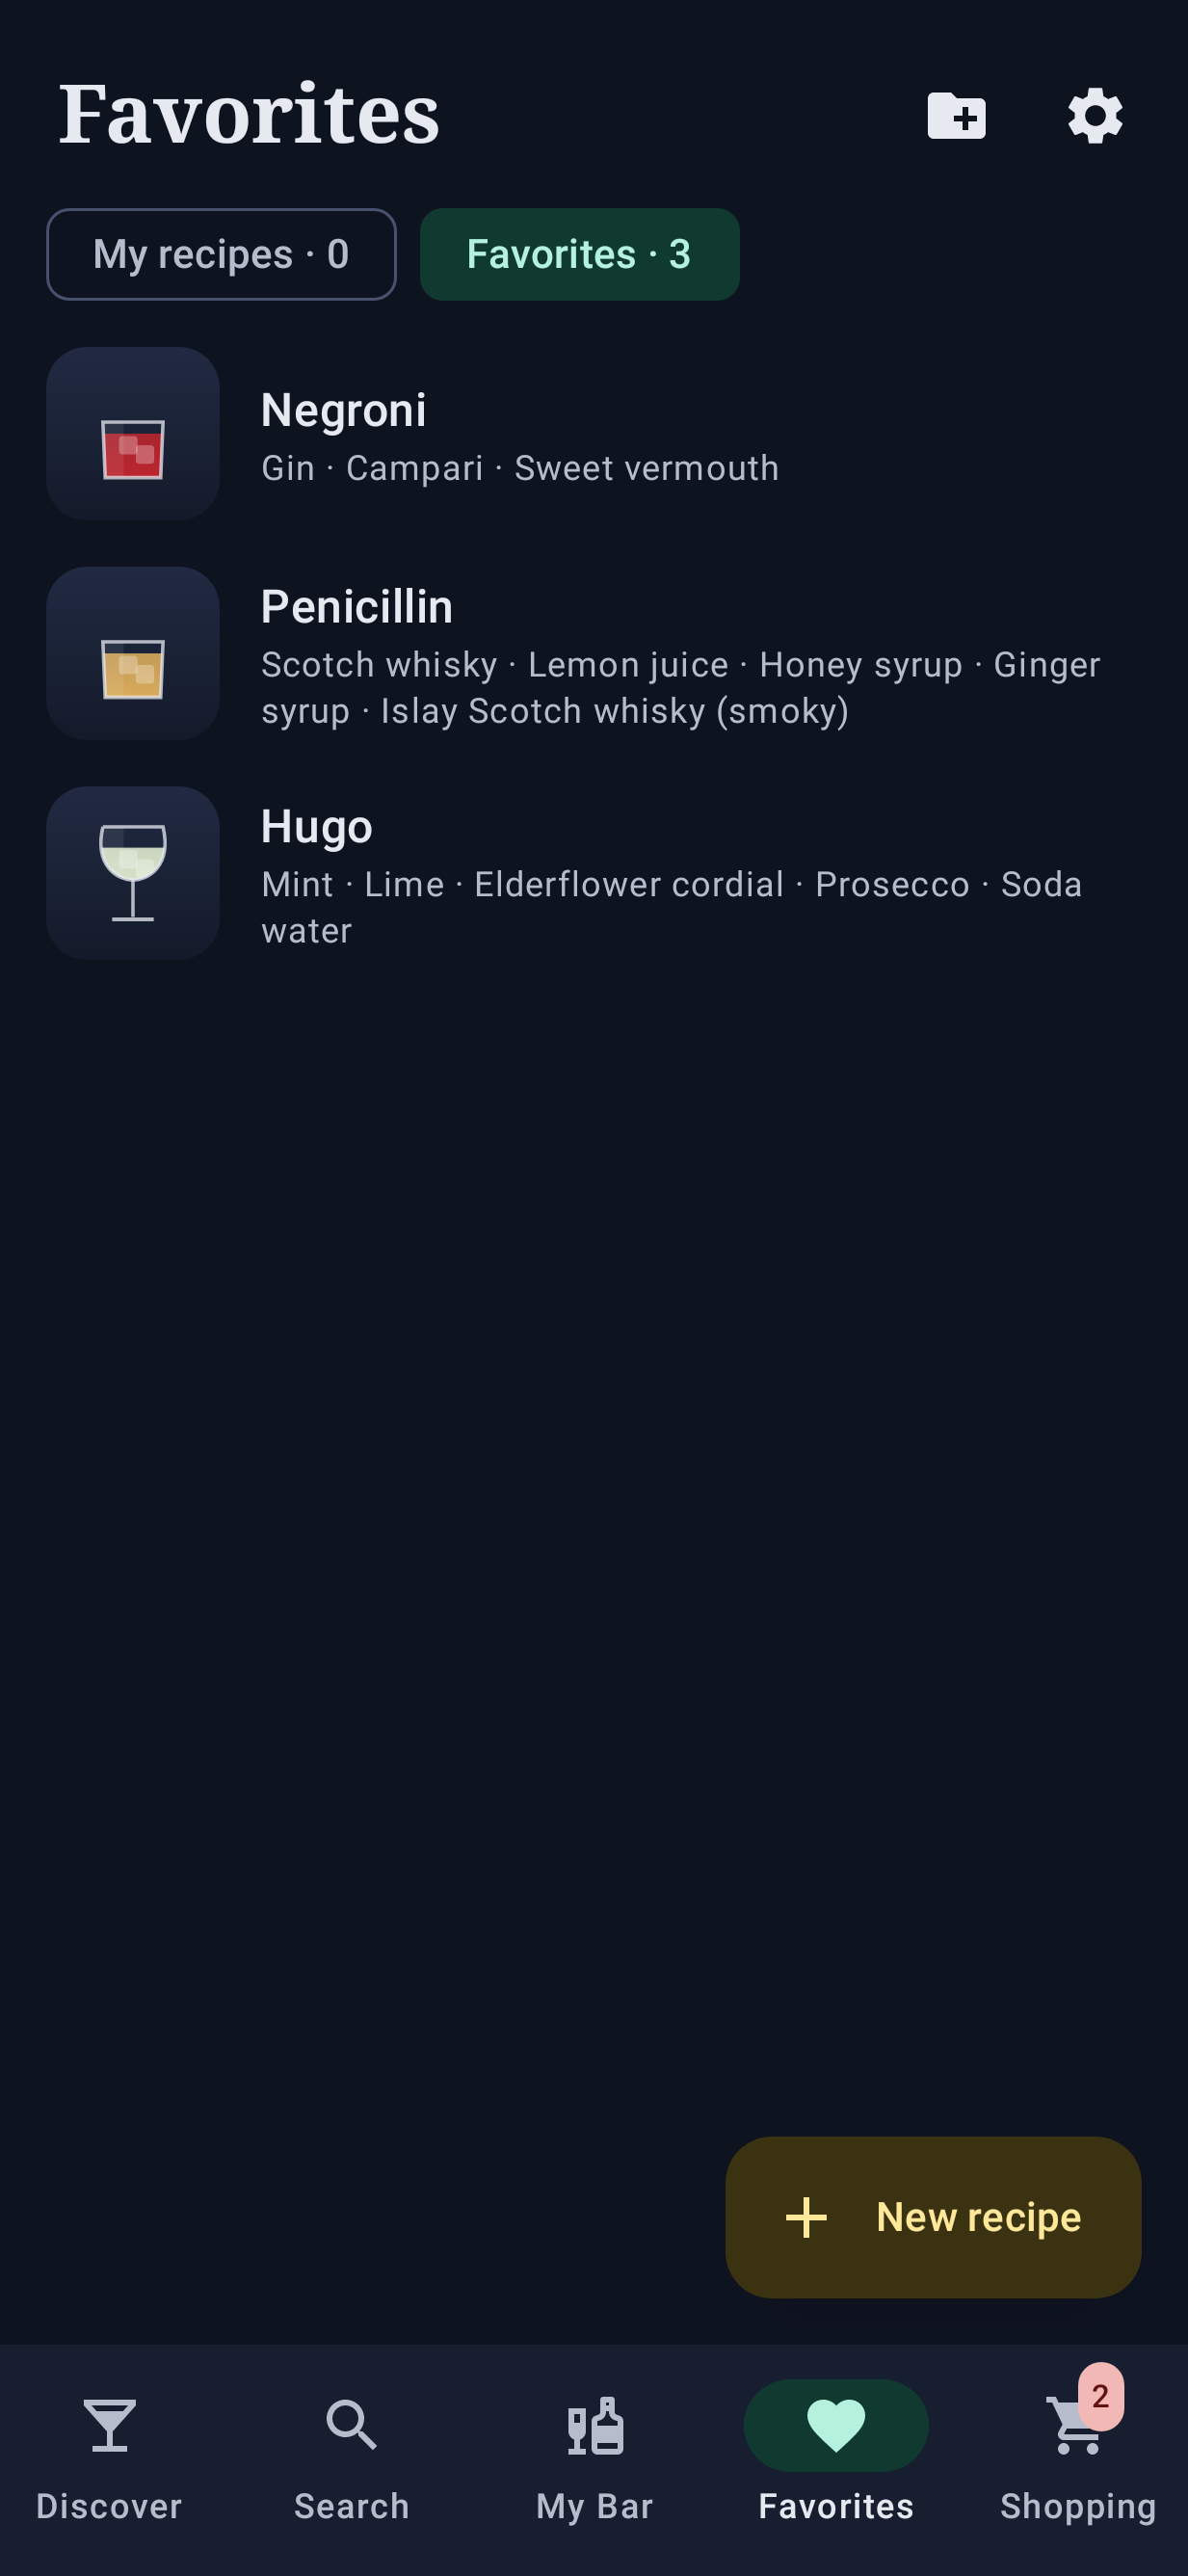 Favorites
My recipes · 0
Favorites · 3
Negroni
Gin · Campari · Sweet vermouth
Penicillin
Scotch whisky · Lemon juice · Honey syrup · Ginger
syrup · Islay Scotch whisky (smoky)
Hugo
Mint · Lime · Elderflower cordial · Prosecco · Soda
water
New recipe
2
Discover
Search
My Bar
Favorites
Shopping